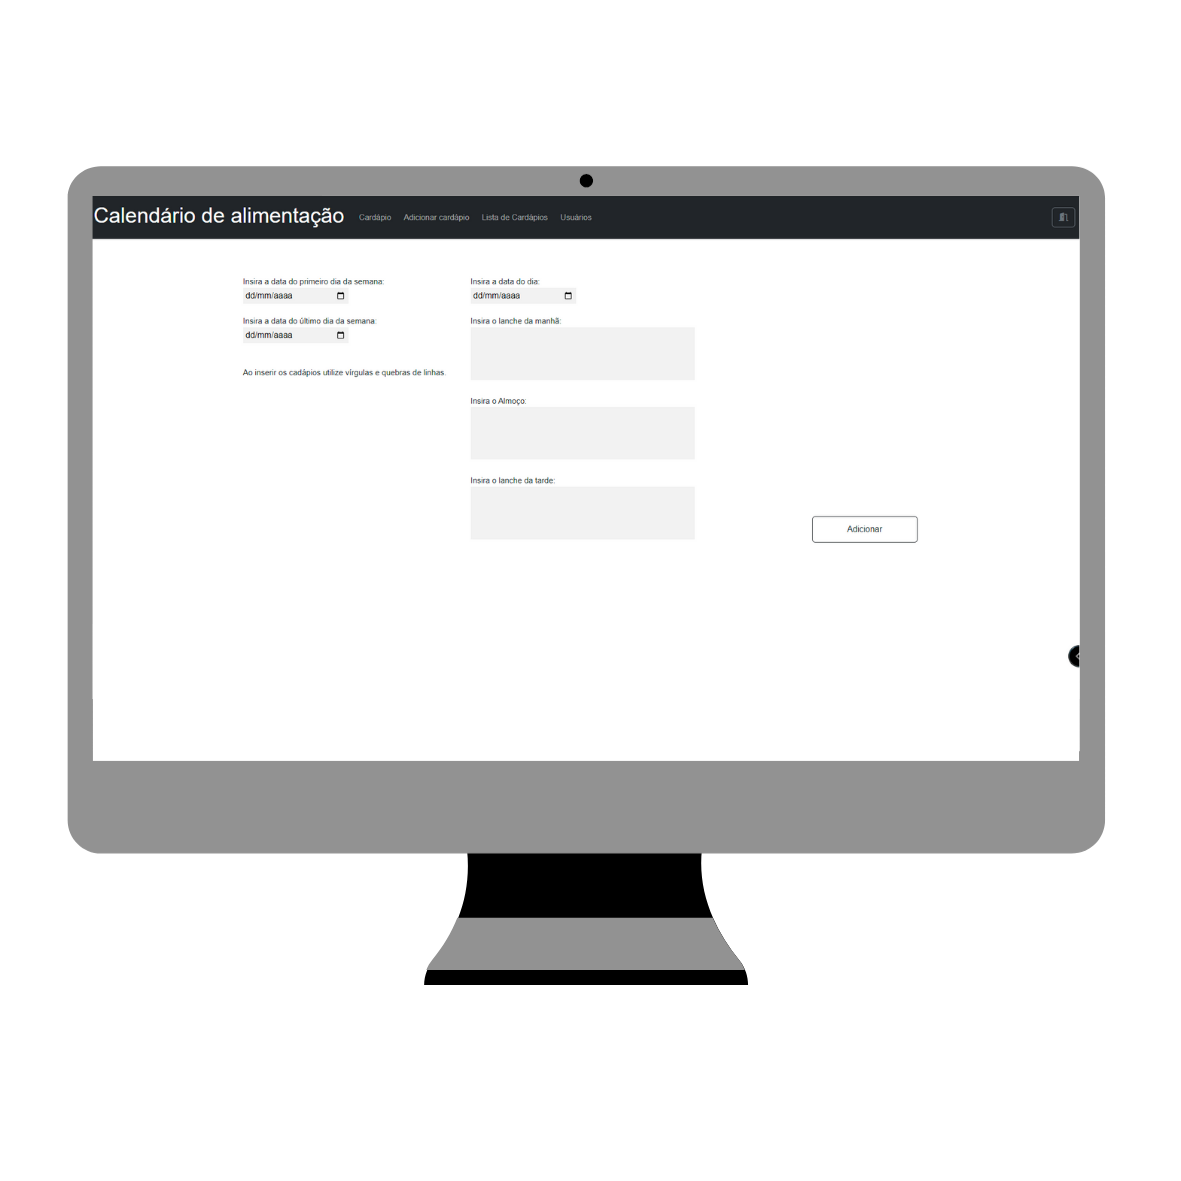 Calendário de alimentação Cardápio Adicionar cardápio Lista de Cardápios Usuários
Insira a data do primeiro dia da semana:
dd/mm/aaaa
Insira a data do último dia da semana:
dd/mm/aaaa
Ao inserir os cadápios utilize vírgulas e quebras de linhas.
Insira a data do dia:
dd/mm/aaaa
Insira o lanche da manhã:
Insira o Almoço:
Insira o lanche da tarde:
Adicionar